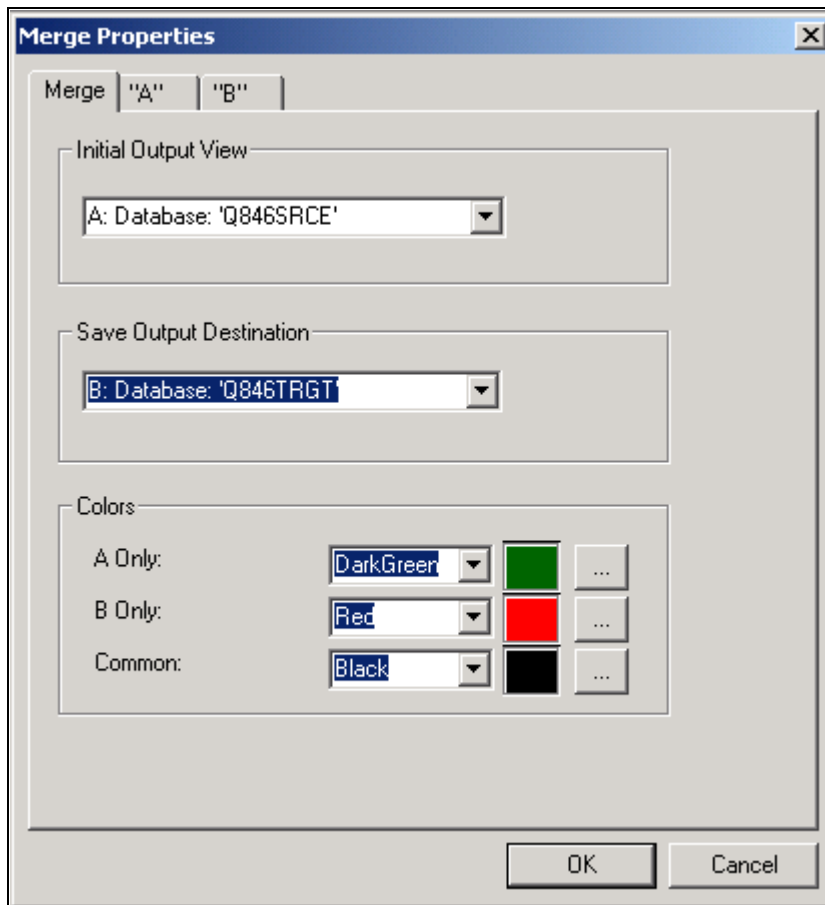 Merge Properties
Merge "A" "B"
Initial Output View
A: Database: 'Q846SRCE'
Save Output Destination
B: Database: 'Q846TRGT'
Colors
A Only: DarkGreen ...
B Only: Red ...
Common: Black ...
OK Cancel